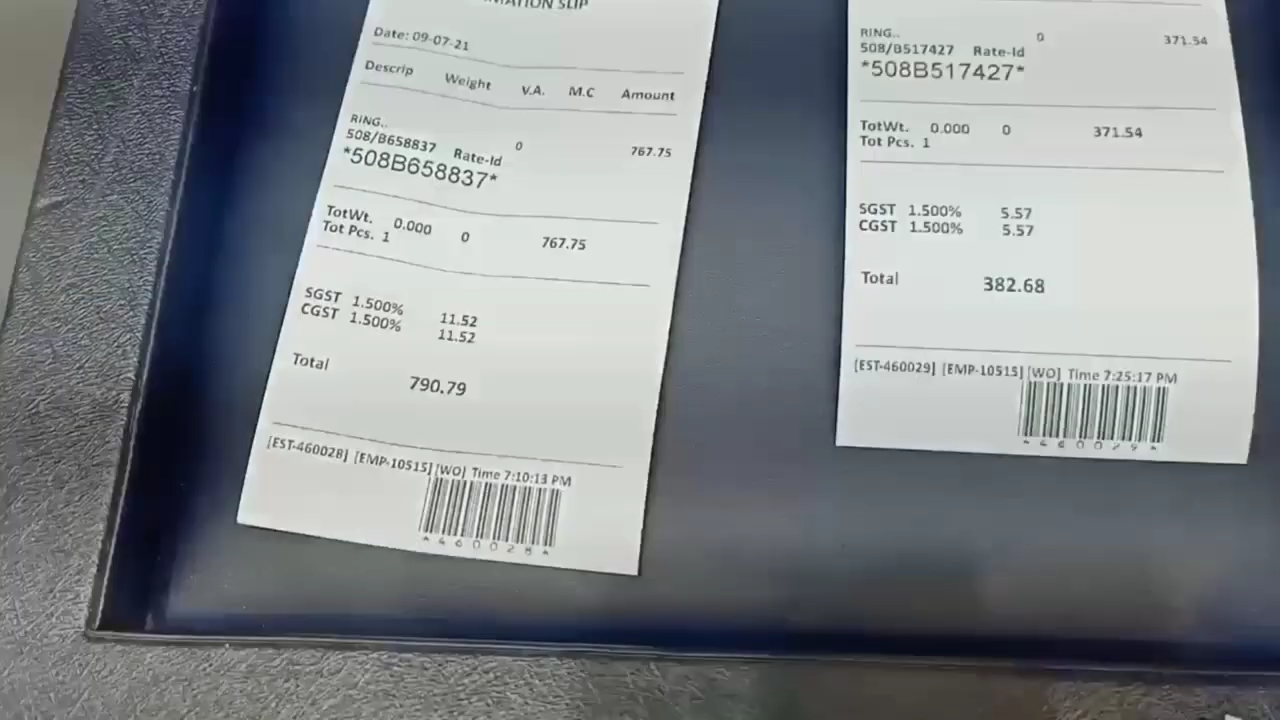 SLIP
Date: 09-07-21
Descrip Weight V.A. M.C Amount
RING..
508/B658837 Rate-Id 0 767.75
*508B658837*
TotWt. 0.000 0 767.75
Tot Pcs. 1
SGST 1.500% 11.52
CGST 1.500% 11.52
Total 790.79
[EST-460028] [EMP-10515] [WO] Time 7:10:13 PM
*460028*
RING.. 0 371.54
508/B517427 Rate-Id
*508B517427*
TotWt. 0.000 0 371.54
Tot Pcs. 1
SGST 1.500% 5.57
CGST 1.500% 5.57
Total 382.68
[EST-460029] [EMP-10515] [WO] Time 7:25:17 PM
*460029*